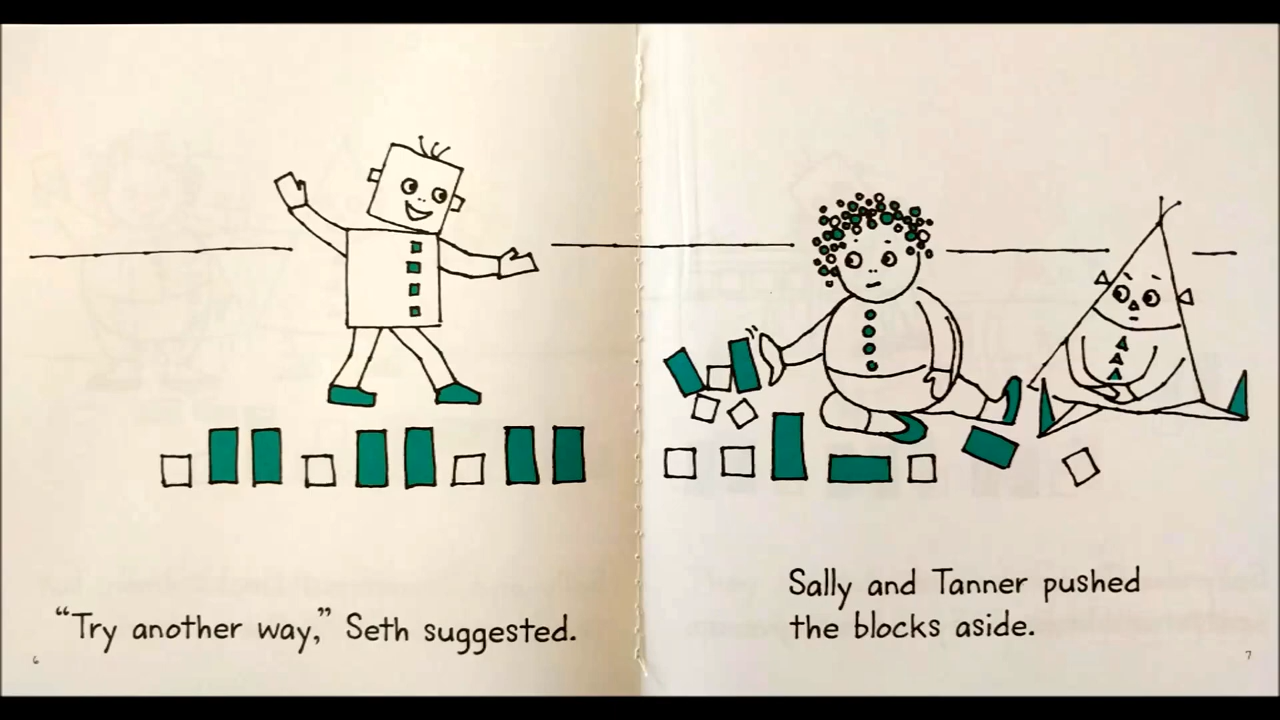 “Try another way,” Seth suggested.
6
Sally and Tanner pushed
the blocks aside.
7